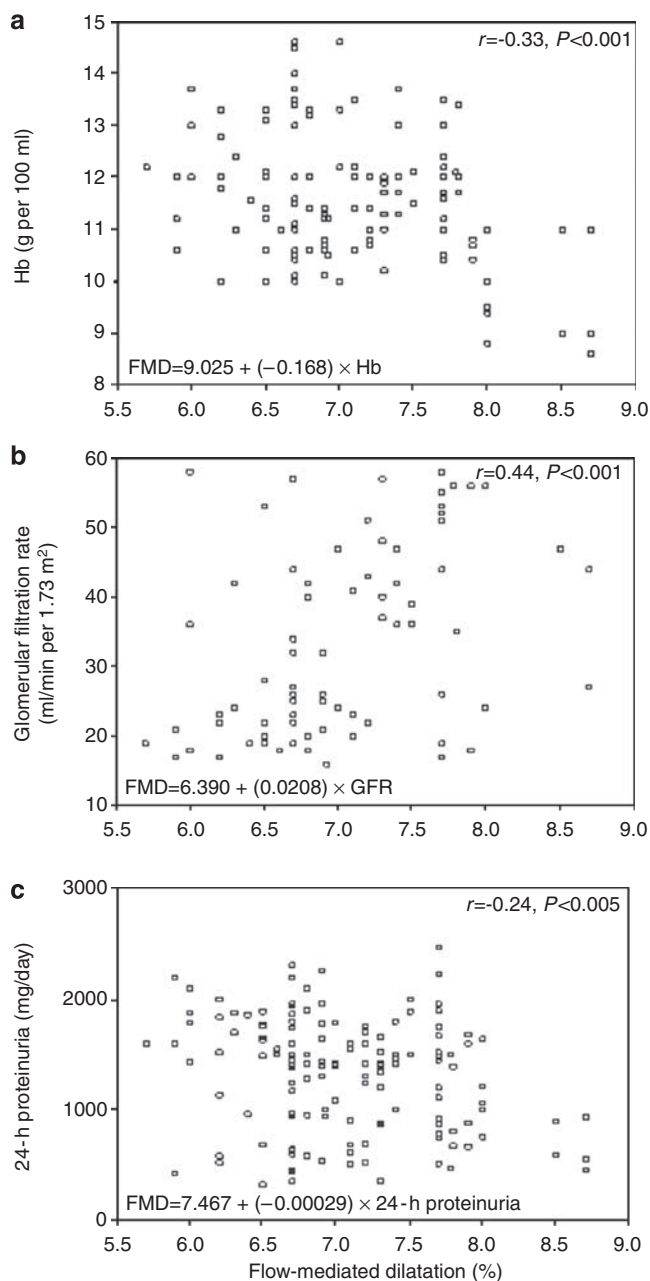 a
r=-0.33, P<0.001
Hb (g per 100 ml)
15
14
13
12
11
10
9
8
FMD=9.025 + (−0.168) × Hb
5.5 6.0 6.5 7.0 7.5 8.0 8.5 9.0
b
r=0.44, P<0.001
Glomerular filtration rate
(ml/min per 1.73 m²)
60
50
40
30
20
10
FMD=6.390 + (0.0208) × GFR
5.5 6.0 6.5 7.0 7.5 8.0 8.5 9.0
c
r=-0.24, P<0.005
24-h proteinuria (mg/day)
3000
2000
1000
0
FMD=7.467 + (−0.00029) × 24-h proteinuria
5.5 6.0 6.5 7.0 7.5 8.0 8.5 9.0
Flow-mediated dilatation (%)